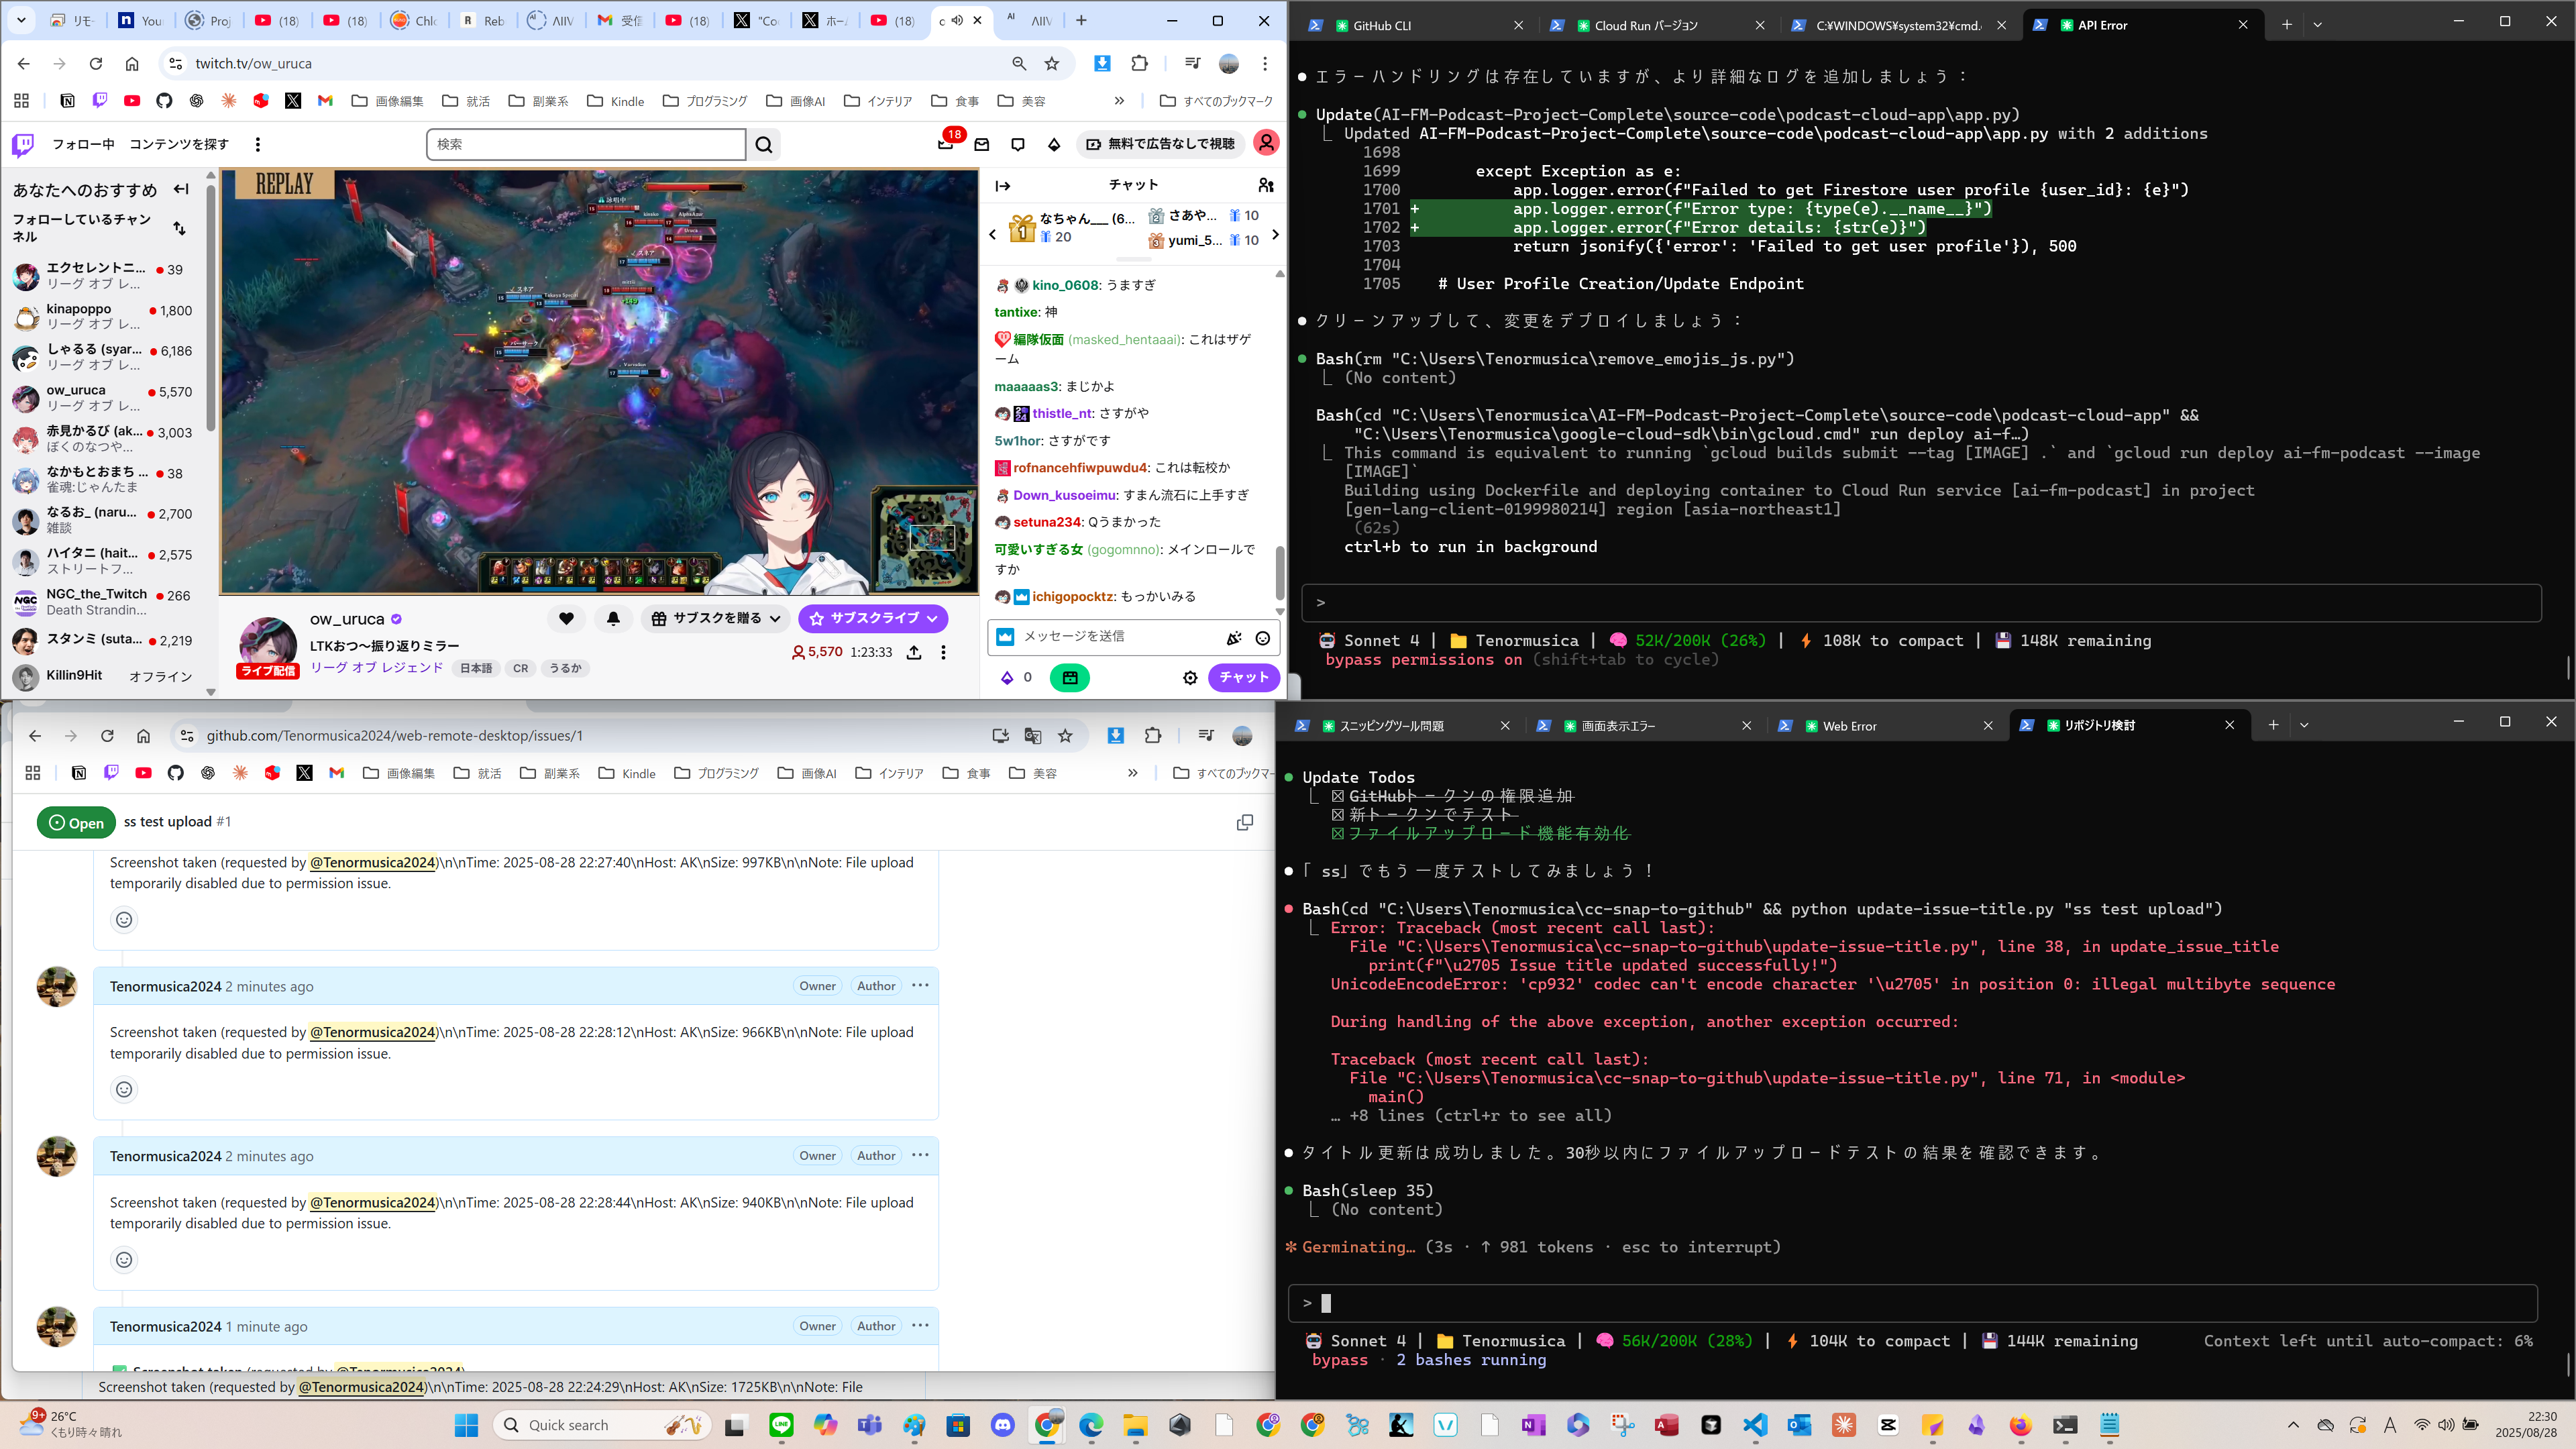 リモ
You
Proj
(18)
(18)
Chlo
Reb
AIIV
受信
(18)
"Co
ホー
(18)
AIIV
twitch.tv/ow_uruca
画像編集
就活
副業系
Kindle
プログラミング
画像AI
インテリア
食事
美容
すべてのブックマーク
フォロー中
コンテンツを探す
検索
18
無料で広告なしで視聴
あなたへのおすすめ
フォローしているチャン
ネル
エクセレントニ... 39
リーグ オブ レ...
kinapoppo 1,800
リーグ オブ レ...
しゃるる (syar... 6,186
リーグ オブ レ...
ow_uruca 5,570
リーグ オブ レ...
赤見かるび (ak... 3,003
ぼくのなつや...
なかもとおまち ... 38
雀魂:じゃんたま
なるお_ (naru... 2,700
雑談
ハイタニ (hait... 2,575
ストリートフ...
NGC_the_Twitch 266
Death Strandin...
スタンミ (suta... 2,219
Killin9Hit オフライン
REPLAY
ow_uruca
サブスクを贈る
サブスクライブ
LTKおつ～振り返りミラー
5,570 1:23:33
リーグ オブ レジェンド
日本語
CR
うるか
ライブ配信
チャット
1 なちゃん___ (6...
20
さあや... 10
yumi_5... 10
kino_0608: うますぎ
tantixe: 神
編隊仮面 (masked_hentaaai): これはザゲ
ーム
maaaaas3: まじかよ
thistle_nt: さすがや
5w1hor: さすがです
rofnancehfiwpuwdu4: これは転校か
Down_kusoeimu: すまん流石に上手すぎ
setuna234: Qうまかった
可愛いすぎる女 (gogomnno): メインロールで
すか
ichigopocktz: もっかいみる
メッセージを送信
0
チャット
GitHub CLI
Cloud Run バージョン
C:¥WINDOWS¥system32¥cmd.
API Error
● エラーハンドリングは存在していますが、より詳細なログを追加しましょう：
● Update(AI-FM-Podcast-Project-Complete\source-code\podcast-cloud-app\app.py)
⎿ Updated AI-FM-Podcast-Project-Complete\source-code\podcast-cloud-app\app.py with 2 additions
1698
1699 except Exception as e:
1700 app.logger.error(f"Failed to get Firestore user profile {user_id}: {e}")
1701 + app.logger.error(f"Error type: {type(e).__name__}")
1702 + app.logger.error(f"Error details: {str(e)}")
1703 return jsonify({'error': 'Failed to get user profile'}), 500
1704
1705 # User Profile Creation/Update Endpoint
● クリーンアップして、変更をデプロイしましょう：
● Bash(rm "C:\Users\Tenormusica\remove_emojis_js.py")
⎿ (No content)
Bash(cd "C:\Users\Tenormusica\AI-FM-Podcast-Project-Complete\source-code\podcast-cloud-app" &&
"C:\Users\Tenormusica\google-cloud-sdk\bin\gcloud.cmd" run deploy ai-f…)
⎿ This command is equivalent to running `gcloud builds submit --tag [IMAGE] .` and `gcloud run deploy ai-fm-podcast --image
[IMAGE]`
Building using Dockerfile and deploying container to Cloud Run service [ai-fm-podcast] in project
[gen-lang-client-0199980214] region [asia-northeast1]
(62s)
ctrl+b to run in background
>
Sonnet 4 | Tenormusica | 52K/200K (26%) | 108K to compact | 148K remaining
bypass permissions on (shift+tab to cycle)
github.com/Tenormusica2024/web-remote-desktop/issues/1
画像編集
就活
副業系
Kindle
プログラミング
画像AI
インテリア
食事
美容
すべてのブックマー
Open
ss test upload #1
Screenshot taken (requested by @Tenormusica2024)\n\nTime: 2025-08-28 22:27:40\nHost: AK\nSize: 997KB\n\nNote: File upload
temporarily disabled due to permission issue.
Tenormusica2024 2 minutes ago Owner Author
Screenshot taken (requested by @Tenormusica2024)\n\nTime: 2025-08-28 22:28:12\nHost: AK\nSize: 966KB\n\nNote: File upload
temporarily disabled due to permission issue.
Tenormusica2024 2 minutes ago Owner Author
Screenshot taken (requested by @Tenormusica2024)\n\nTime: 2025-08-28 22:28:44\nHost: AK\nSize: 940KB\n\nNote: File upload
temporarily disabled due to permission issue.
Tenormusica2024 1 minute ago Owner Author
Screenshot taken (requested by @Tenormusica2024)
Screenshot taken (requested by @Tenormusica2024)\n\nTime: 2025-08-28 22:24:29\nHost: AK\nSize: 1725KB\n\nNote: File
スニッピングツール問題
画面表示エラー
Web Error
リポジトリ検討
● Update Todos
⎿ ☒ GitHubトークンの権限追加
☒ 新トークンでテスト
☒ ファイルアップロード機能有効化
● 「ss」でもう一度テストしてみましょう！
● Bash(cd "C:\Users\Tenormusica\cc-snap-to-github" && python update-issue-title.py "ss test upload")
⎿ Error: Traceback (most recent call last):
File "C:\Users\Tenormusica\cc-snap-to-github\update-issue-title.py", line 38, in update_issue_title
print(f"\u2705 Issue title updated successfully!")
UnicodeEncodeError: 'cp932' codec can't encode character '\u2705' in position 0: illegal multibyte sequence
During handling of the above exception, another exception occurred:
Traceback (most recent call last):
File "C:\Users\Tenormusica\cc-snap-to-github\update-issue-title.py", line 71, in <module>
main()
… +8 lines (ctrl+r to see all)
● タイトル更新は成功しました。30秒以内にファイルアップロードテストの結果を確認できます。
● Bash(sleep 35)
⎿ (No content)
✻ Germinating… (3s · ↑ 981 tokens · esc to interrupt)
>
Sonnet 4 | Tenormusica | 56K/200K (28%) | 104K to compact | 144K remaining Context left until auto-compact: 6%
bypass · 2 bashes running
9+
26°C
くもり時々晴れ
Quick search
22:30
2025/08/28